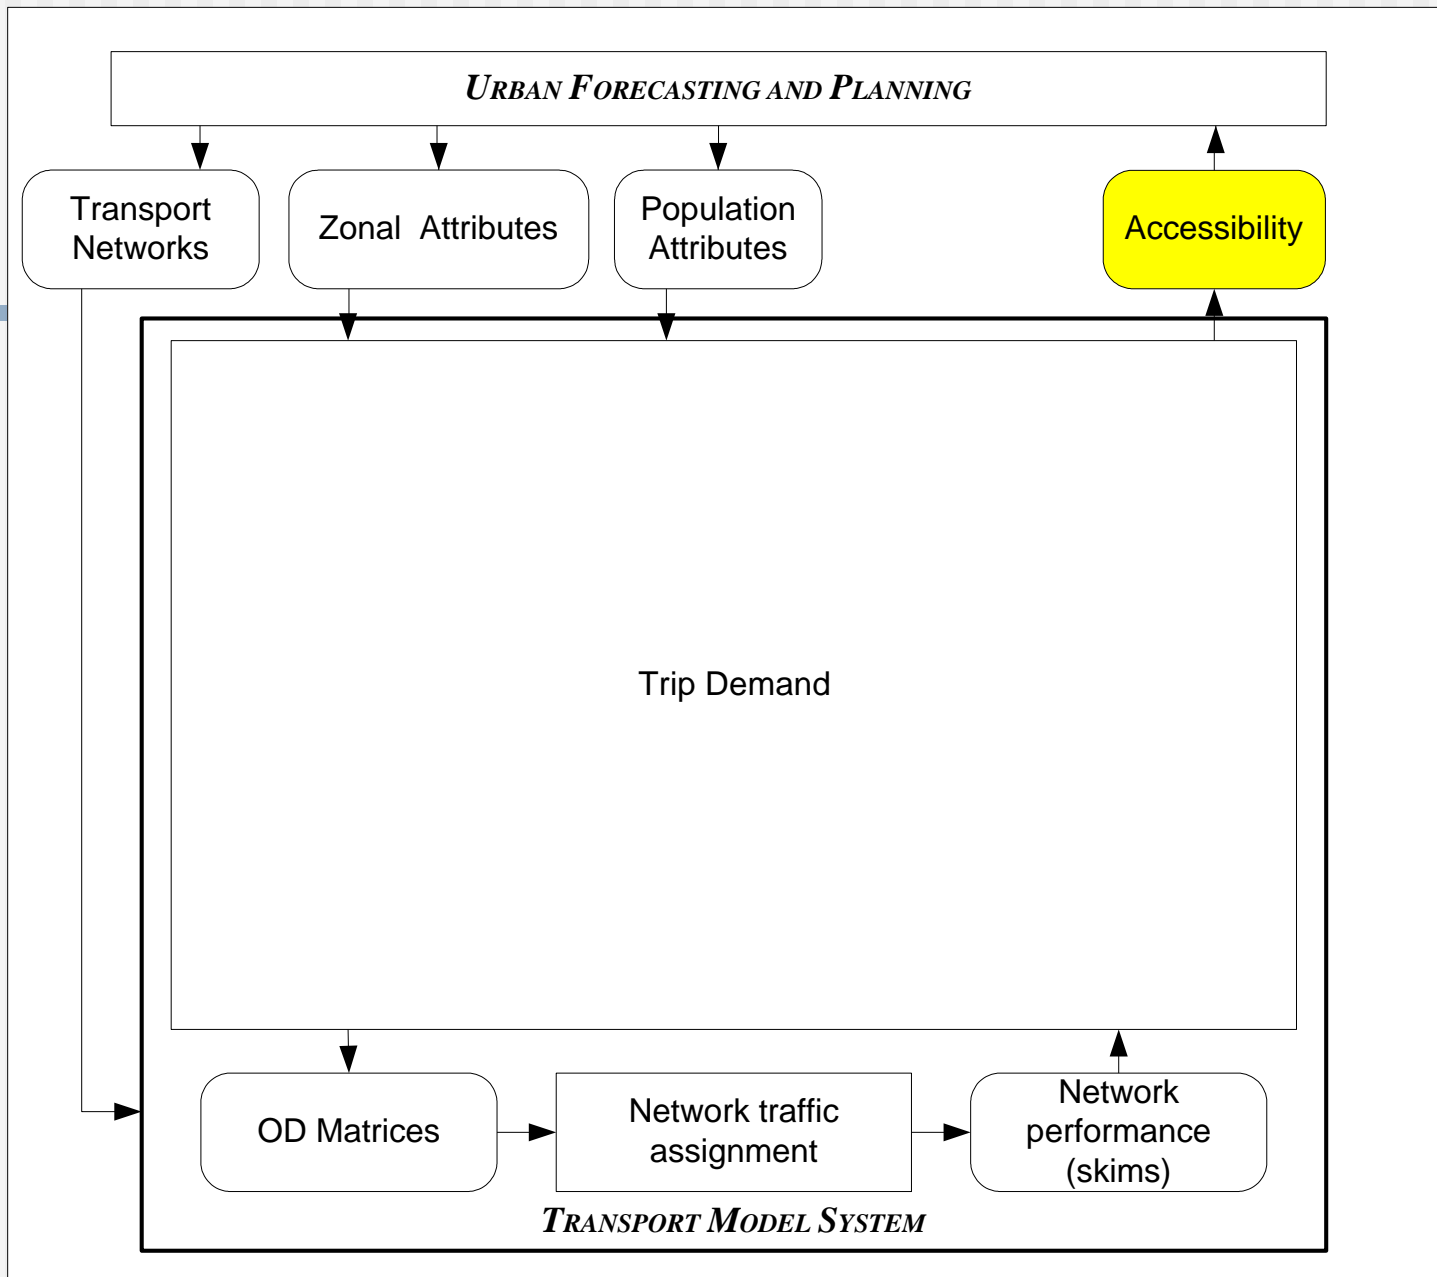 URBAN FORECASTING AND PLANNING
Transport
Networks
Zonal Attributes
Population
Attributes
Accessibility
Trip Demand
OD Matrices
Network traffic
assignment
Network
performance
(skims)
TRANSPORT MODEL SYSTEM